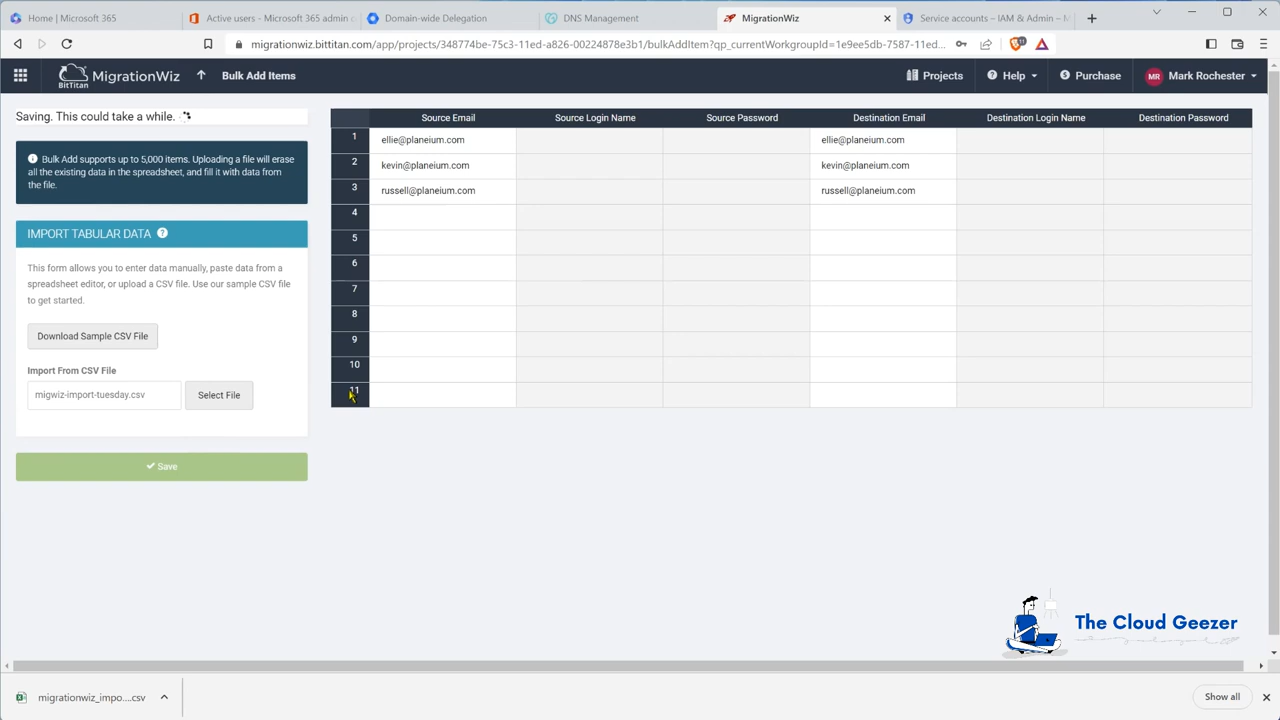 Home | Microsoft 365
Active users - Microsoft 365 admin c
Domain-wide Delegation
DNS Management
MigrationWiz
Service accounts – IAM & Admin – M
migrationwiz.bittitan.com/app/projects/348774be-75c3-11ed-a826-00224878e3b1/bulkAddItem?qp_currentWorkgroupId=1e9ee5db-7587-11ed...
BitTitan
MigrationWiz
Bulk Add Items
Projects
Help
Purchase
MR
Mark Rochester
Saving. This could take a while.
Bulk Add supports up to 5,000 items. Uploading a file will erase
all the existing data in the spreadsheet, and fill it with data from
the file.
IMPORT TABULAR DATA
This form allows you to enter data manually, paste data from a
spreadsheet editor, or upload a CSV file. Use our sample CSV file
to get started.
Download Sample CSV File
Import From CSV File
migwiz-import-tuesday.csv
Select File
Save
Source Email
Source Login Name
Source Password
Destination Email
Destination Login Name
Destination Password
1
ellie@planeium.com
ellie@planeium.com
2
kevin@planeium.com
kevin@planeium.com
3
russell@planeium.com
russell@planeium.com
4
5
6
7
8
9
10
11
The Cloud Geezer
migrationwiz_impo....csv
Show all